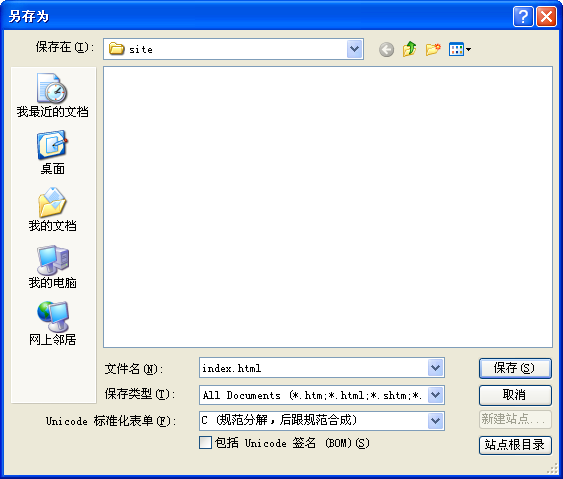 另存为
保存在(I):
site
我最近的文档
桌面
我的文档
我的电脑
网上邻居
文件名(N):
index.html
保存(S)
保存类型(T):
All Documents (*.htm;*.html;*.shtm;*.
取消
Unicode 标准化表单(F):
C (规范分解，后跟规范合成)
新建站点...
包括 Unicode 签名 (BOM)(S)
站点根目录